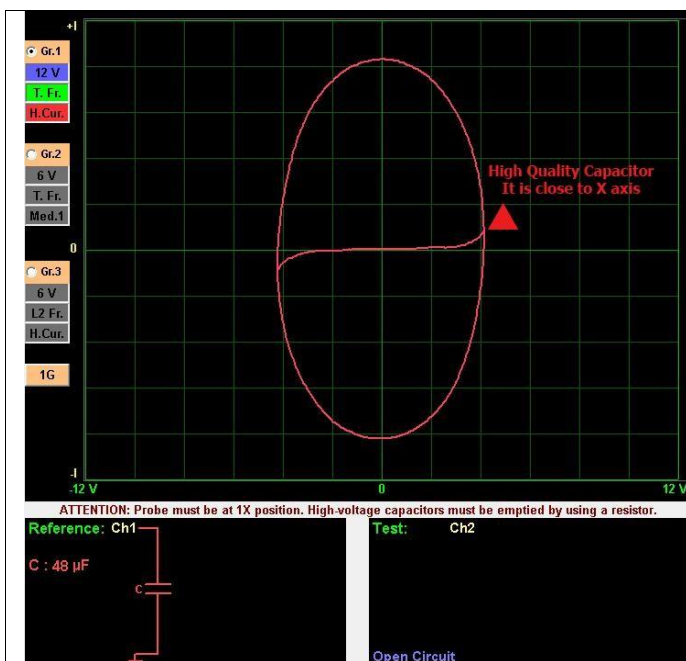 +I
Gr.1
12 V
T. Fr.
H.Cur.
Gr.2
6 V
T. Fr.
Med.1
High Quality Capacitor
It is close to X axis
0
Gr.3
6 V
L2 Fr.
H.Cur.
1G
-I
-12 V
0
12 V
ATTENTION: Probe must be at 1X position. High-voltage capacitors must be emptied by using a resistor.
Reference: Ch1
C : 48 µF
C
Test: Ch2
Open Circuit